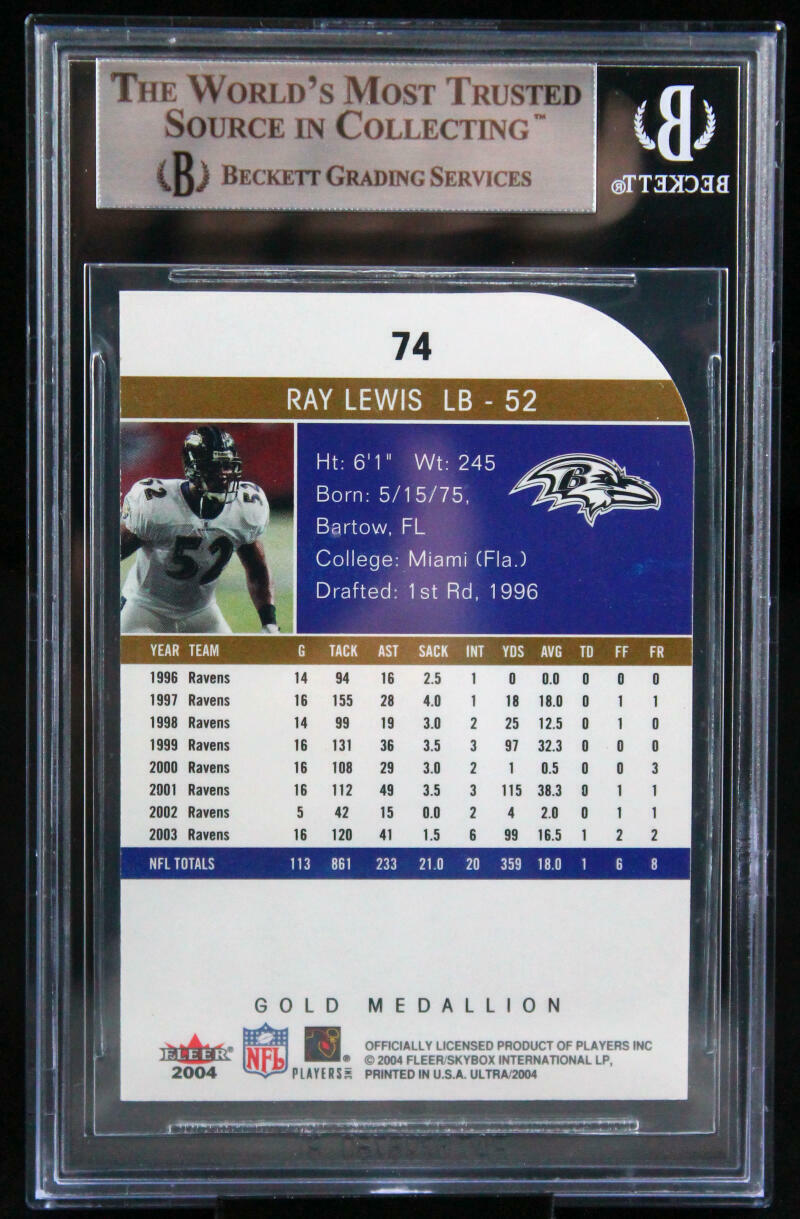 THE WORLD'S MOST TRUSTED
SOURCE IN COLLECTING™
B BECKETT GRADING SERVICES
B
BECKETT®
74
RAY LEWIS LB - 52
52 52
52
Ht: 6'1" Wt: 245
Born: 5/15/75,
Bartow, FL
College: Miami (Fla.)
Drafted: 1st Rd, 1996
B
YEAR TEAM G TACK AST SACK INT YDS AVG TD FF FR
1996 Ravens 14 94 16 2.5 1 0 0.0 0 0 0
1997 Ravens 16 155 28 4.0 1 18 18.0 0 1 1
1998 Ravens 14 99 19 3.0 2 25 12.5 0 1 0
1999 Ravens 16 131 36 3.5 3 97 32.3 0 0 0
2000 Ravens 16 108 29 3.0 2 1 0.5 0 0 3
2001 Ravens 16 112 49 3.5 3 115 38.3 0 1 1
2002 Ravens 5 42 15 0.0 2 4 2.0 0 1 1
2003 Ravens 16 120 41 1.5 6 99 16.5 1 2 2
NFL TOTALS 113 861 233 21.0 20 359 18.0 1 6 8
GOLD MEDALLION
FLEER®
2004
NFL
PLAYERS INC ®
OFFICIALLY LICENSED PRODUCT OF PLAYERS INC
© 2004 FLEER/SKYBOX INTERNATIONAL LP,
PRINTED IN U.S.A. ULTRA/2004